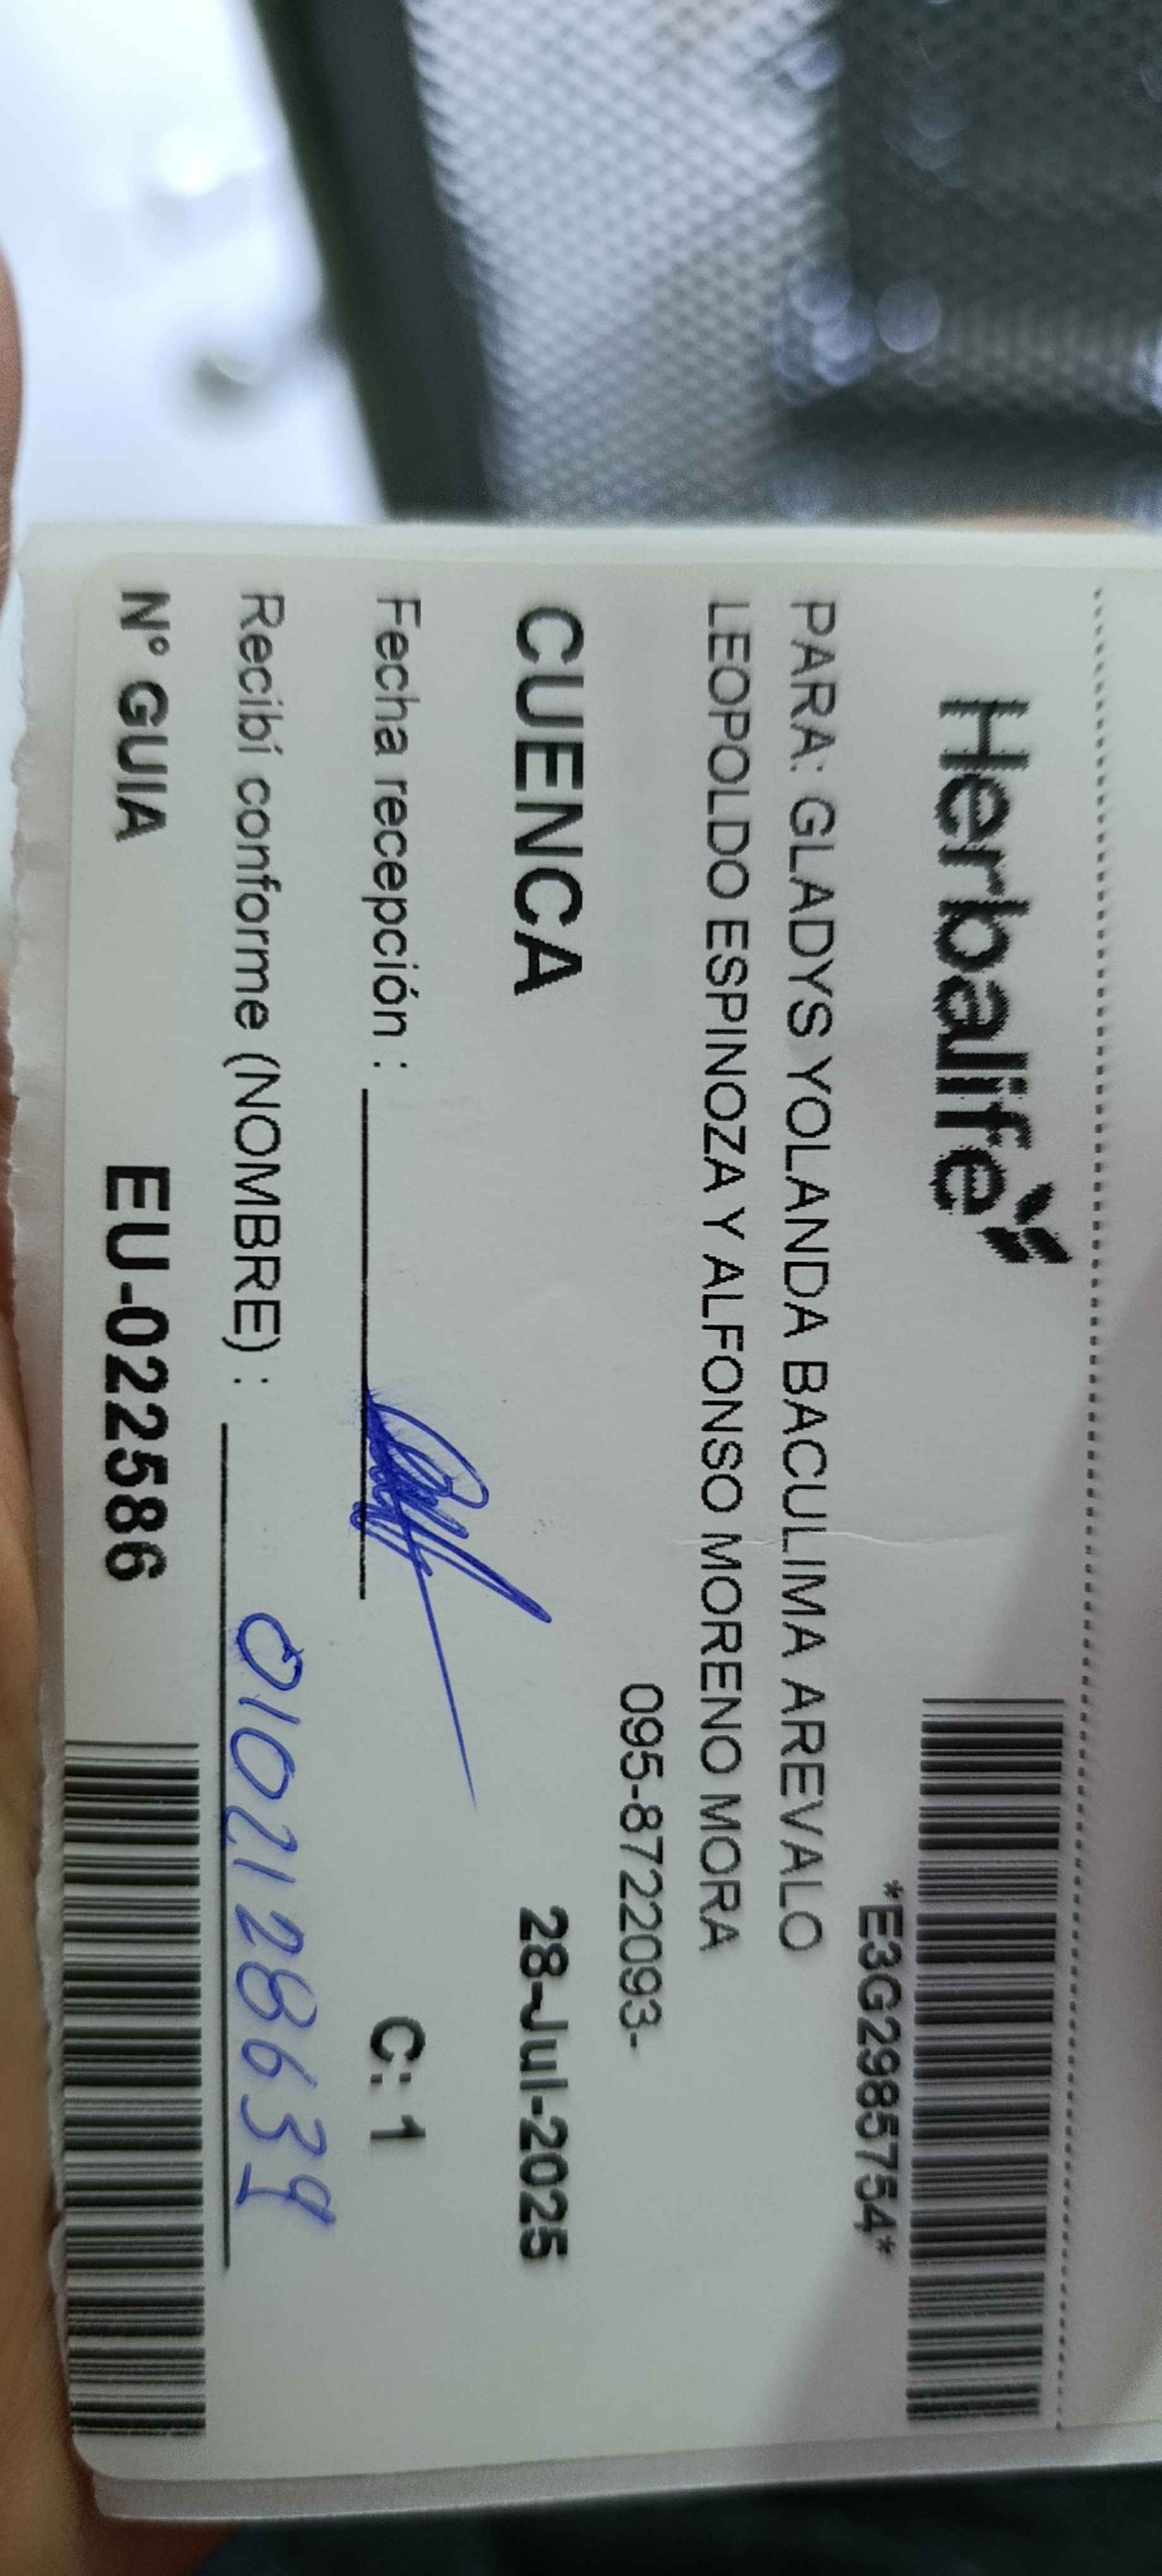 Herbalife
*E3G2985754*
PARA: GLADYS YOLANDA BACULIMA AREVALO
LEOPOLDO ESPINOZA Y ALFONSO MORENO MORA
095-8722093-
CUENCA 28-Jul-2025
Fecha recepción : C: 1
Recibí conforme (NOMBRE) : 0102128639
N° GUIA EU-022586